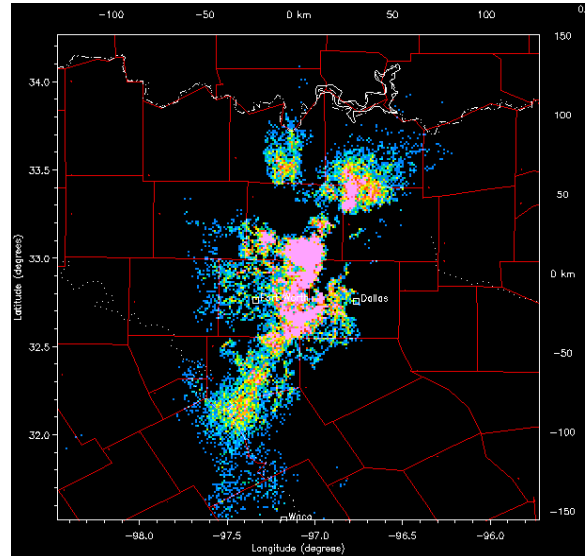 −100 −50 0 km 50 100 0.
150
34.0
100
33.5
50
33.0
0 km
Fort Worth Dallas
32.5
−50
32.0
−100
−150
Waco
−98.0 −97.5 −97.0 −96.5 −96.0
Longitude (degrees)
Latitude (degrees)